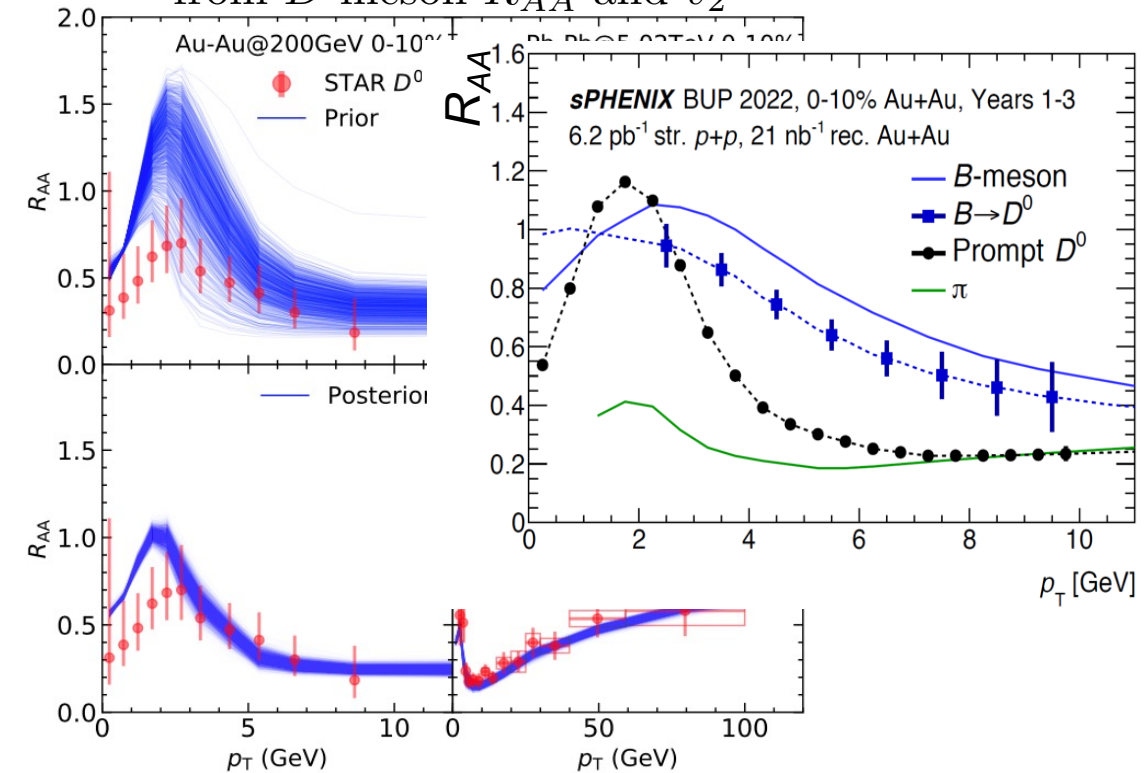 from D-meson R_AA and v_2
2.0
Au-Au@200GeV 0-10%
STAR D⁰
Prior
1.5
1.0
0.5
0.0
R_AA
Posterior
1.5
1.0
0.5
0.0
R_AA
0 5 10
p_T (GeV)
Pb-Pb@5.02TeV 0-10%
0 50 100
p_T (GeV)
R_AA
1.6
1.4
1.2
1
0.8
0.6
0.4
0.2
0
sPHENIX BUP 2022, 0-10% Au+Au, Years 1-3
6.2 pb⁻¹ str. p+p, 21 nb⁻¹ rec. Au+Au
B-meson
B→D⁰
Prompt D⁰
π
0 2 4 6 8 10
p_T [GeV]